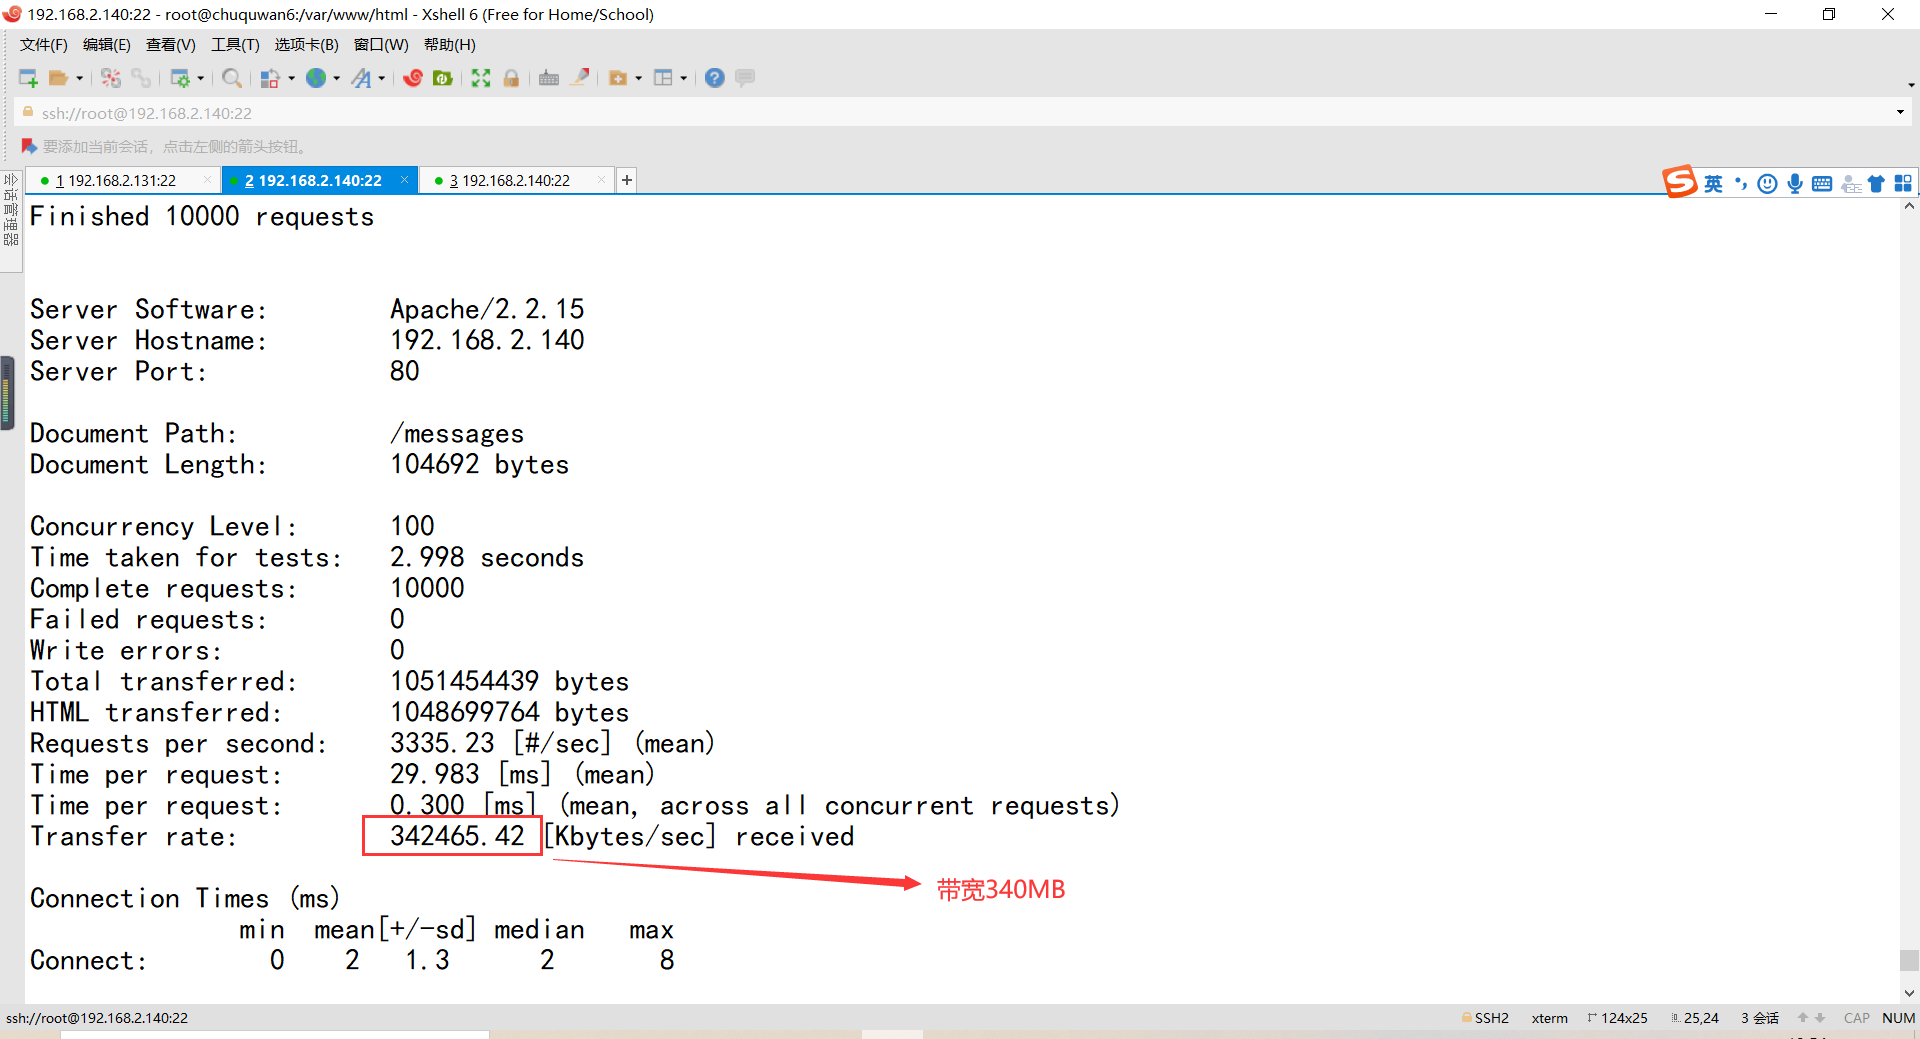 192.168.2.140:22 - root@chuquwan6:/var/www/html - Xshell 6 (Free for Home/School)
文件(F) 编辑(E) 查看(V) 工具(T) 选项卡(B) 窗口(W) 帮助(H)
ssh://root@192.168.2.140:22
要添加当前会话，点击左侧的箭头按钮。
会话管理器
1 192.168.2.131:22
2 192.168.2.140:22
3 192.168.2.140:22
英
Finished 10000 requests
Server Software: Apache/2.2.15
Server Hostname: 192.168.2.140
Server Port: 80
Document Path: /messages
Document Length: 104692 bytes
Concurrency Level: 100
Time taken for tests: 2.998 seconds
Complete requests: 10000
Failed requests: 0
Write errors: 0
Total transferred: 1051454439 bytes
HTML transferred: 1048699764 bytes
Requests per second: 3335.23 [#/sec] (mean)
Time per request: 29.983 [ms] (mean)
Time per request: 0.300 [ms] (mean, across all concurrent requests)
Transfer rate: 342465.42 [Kbytes/sec] received
带宽340MB
Connection Times (ms)
min mean[+/-sd] median max
Connect: 0 2 1.3 2 8
ssh://root@192.168.2.140:22 SSH2 xterm 124x25 25,24 3 会话 CAP NUM